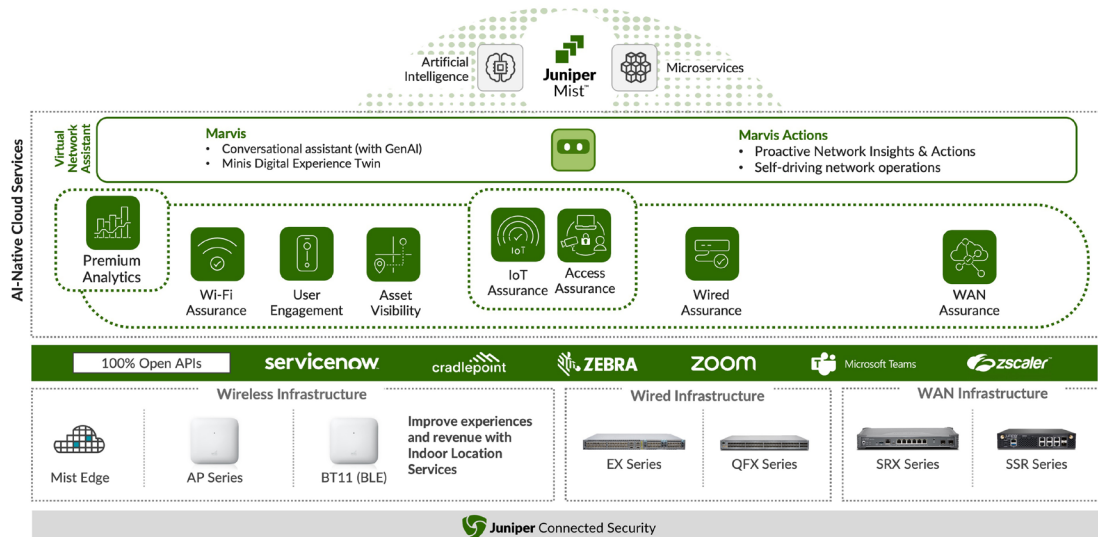 Artificial
Intelligence
Juniper
Mist™
Microservices
AI-Native Cloud Services
Virtual
Network
Assistant
Marvis
• Conversational assistant (with GenAI)
• Minis Digital Experience Twin
Marvis Actions
• Proactive Network Insights & Actions
• Self-driving network operations
Premium
Analytics
Wi-Fi
Assurance
User
Engagement
Asset
Visibility
IoT
IoT
Assurance
Access
Assurance
Wired
Assurance
WAN
Assurance
100% Open APIs
servicenow
cradlepoint
ZEBRA
zoom
Microsoft Teams
zscaler™
Wireless Infrastructure
Mist Edge
AP Series
BT11 (BLE)
Improve experiences
and revenue with
Indoor Location
Services
Wired Infrastructure
EX Series
QFX Series
WAN Infrastructure
SRX Series
SSR Series
Juniper Connected Security